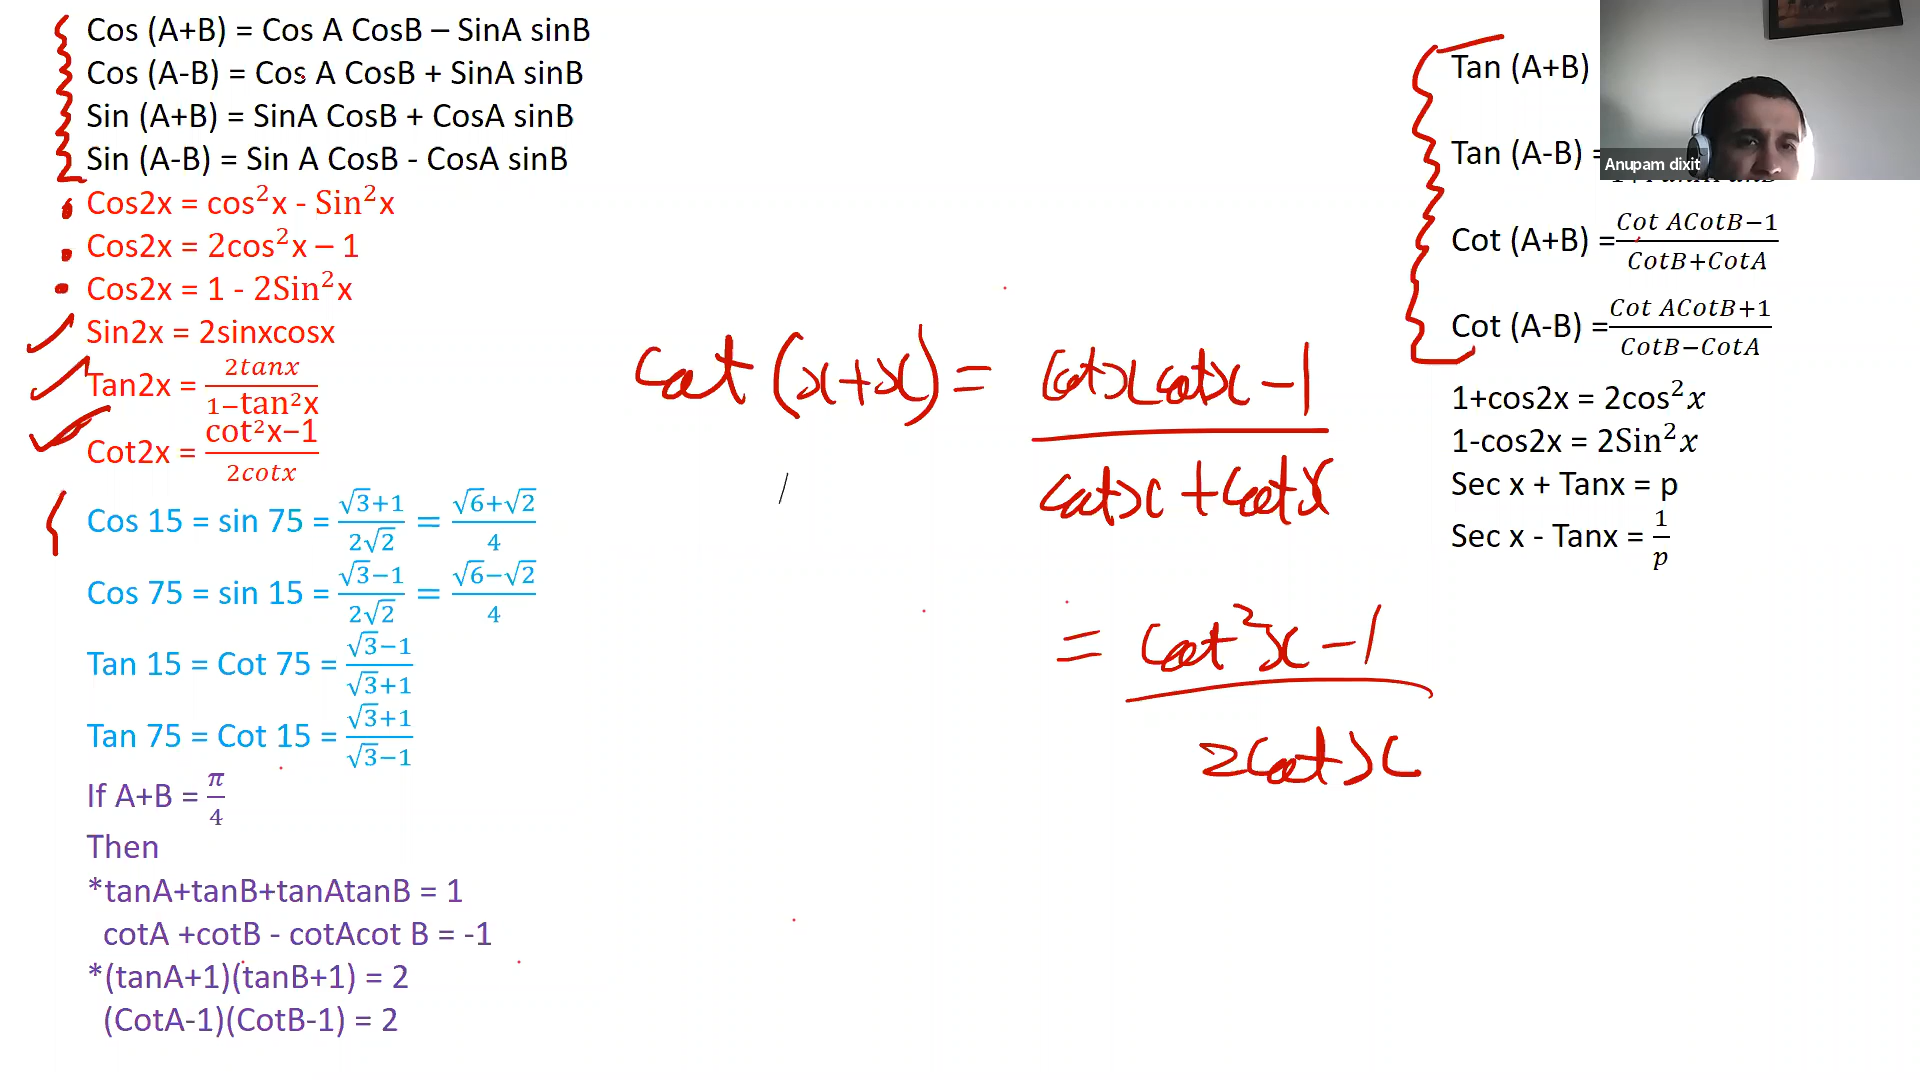 Cos (A+B) = Cos A CosB – SinA sinB
Cos (A-B) = Cos A CosB + SinA sinB
Sin (A+B) = SinA CosB + CosA sinB
Sin (A-B) = Sin A CosB - CosA sinB
Cos2x = cos²x - Sin²x
Cos2x = 2cos²x – 1
Cos2x = 1 - 2Sin²x
Sin2x = 2sinxcosx
Tan2x = 2tanx / 1−tan²x
Cot2x = cot²x−1 / 2cotx
Cos 15 = sin 75 = √3+1 / 2√2 = √6+√2 / 4
Cos 75 = sin 15 = √3−1 / 2√2 = √6−√2 / 4
Tan 15 = Cot 75 = √3−1 / √3+1
Tan 75 = Cot 15 = √3+1 / √3−1
If A+B = π / 4
Then
*tanA+tanB+tanAtanB = 1
cotA +cotB - cotAcot B = -1
*(tanA+1)(tanB+1) = 2
(CotA-1)(CotB-1) = 2
Cot (x+x) = Cotx cotx − 1 / Cotx + Cotx
= Cot²x − 1 / 2Cotx
Tan (A+B)
Tan (A-B) =
Cot (A+B) = Cot ACotB−1 / CotB+CotA
Cot (A-B) = Cot ACotB+1 / CotB−CotA
1+cos2x = 2cos²x
1-cos2x = 2Sin²x
Sec x + Tanx = p
Sec x - Tanx = 1 / p
Anupam dixit